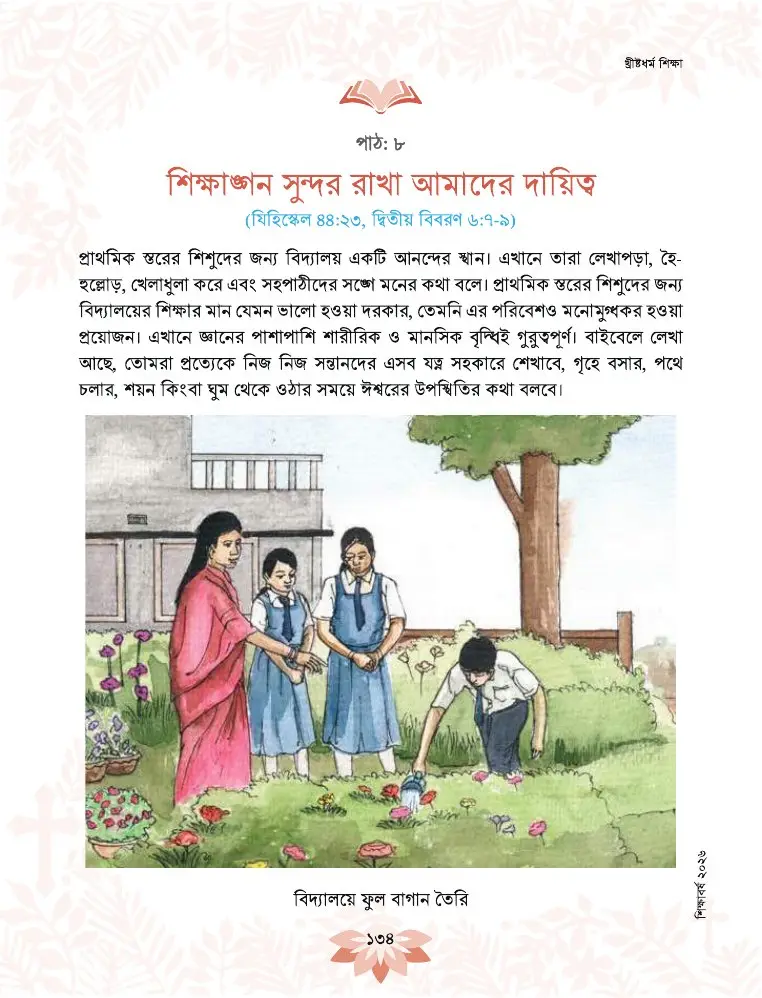 খ্রীষ্টধর্ম শিক্ষা
পাঠ: ৮
শিক্ষাঙ্গন সুন্দর রাখা আমাদের দায়িত্ব
(যিহিস্কেল ৪৪:২৩, দ্বিতীয় বিবরণ ৬:৭-৯)
প্রাথমিক স্তরের শিশুদের জন্য বিদ্যালয় একটি আনন্দের স্থান। এখানে তারা লেখাপড়া, হৈ-
হুল্লোড়, খেলাধুলা করে এবং সহপাঠীদের সঙ্গে মনের কথা বলে। প্রাথমিক স্তরের শিশুদের জন্য
বিদ্যালয়ের শিক্ষার মান যেমন ভালো হওয়া দরকার, তেমনি এর পরিবেশও মনোমুগ্ধকর হওয়া
প্রয়োজন। এখানে জ্ঞানের পাশাপাশি শারীরিক ও মানসিক বৃদ্ধিই গুরুত্বপূর্ণ। বাইবেলে লেখা
আছে, তোমরা প্রত্যেকে নিজ নিজ সন্তানদের এসব যত্ন সহকারে শেখাবে, গৃহে বসার, পথে
চলার, শয়ন কিংবা ঘুম থেকে ওঠার সময়ে ঈশ্বরের উপস্থিতির কথা বলবে।
বিদ্যালয়ে ফুল বাগান তৈরি
শিক্ষাবর্ষ ২০২৬
১৩৪